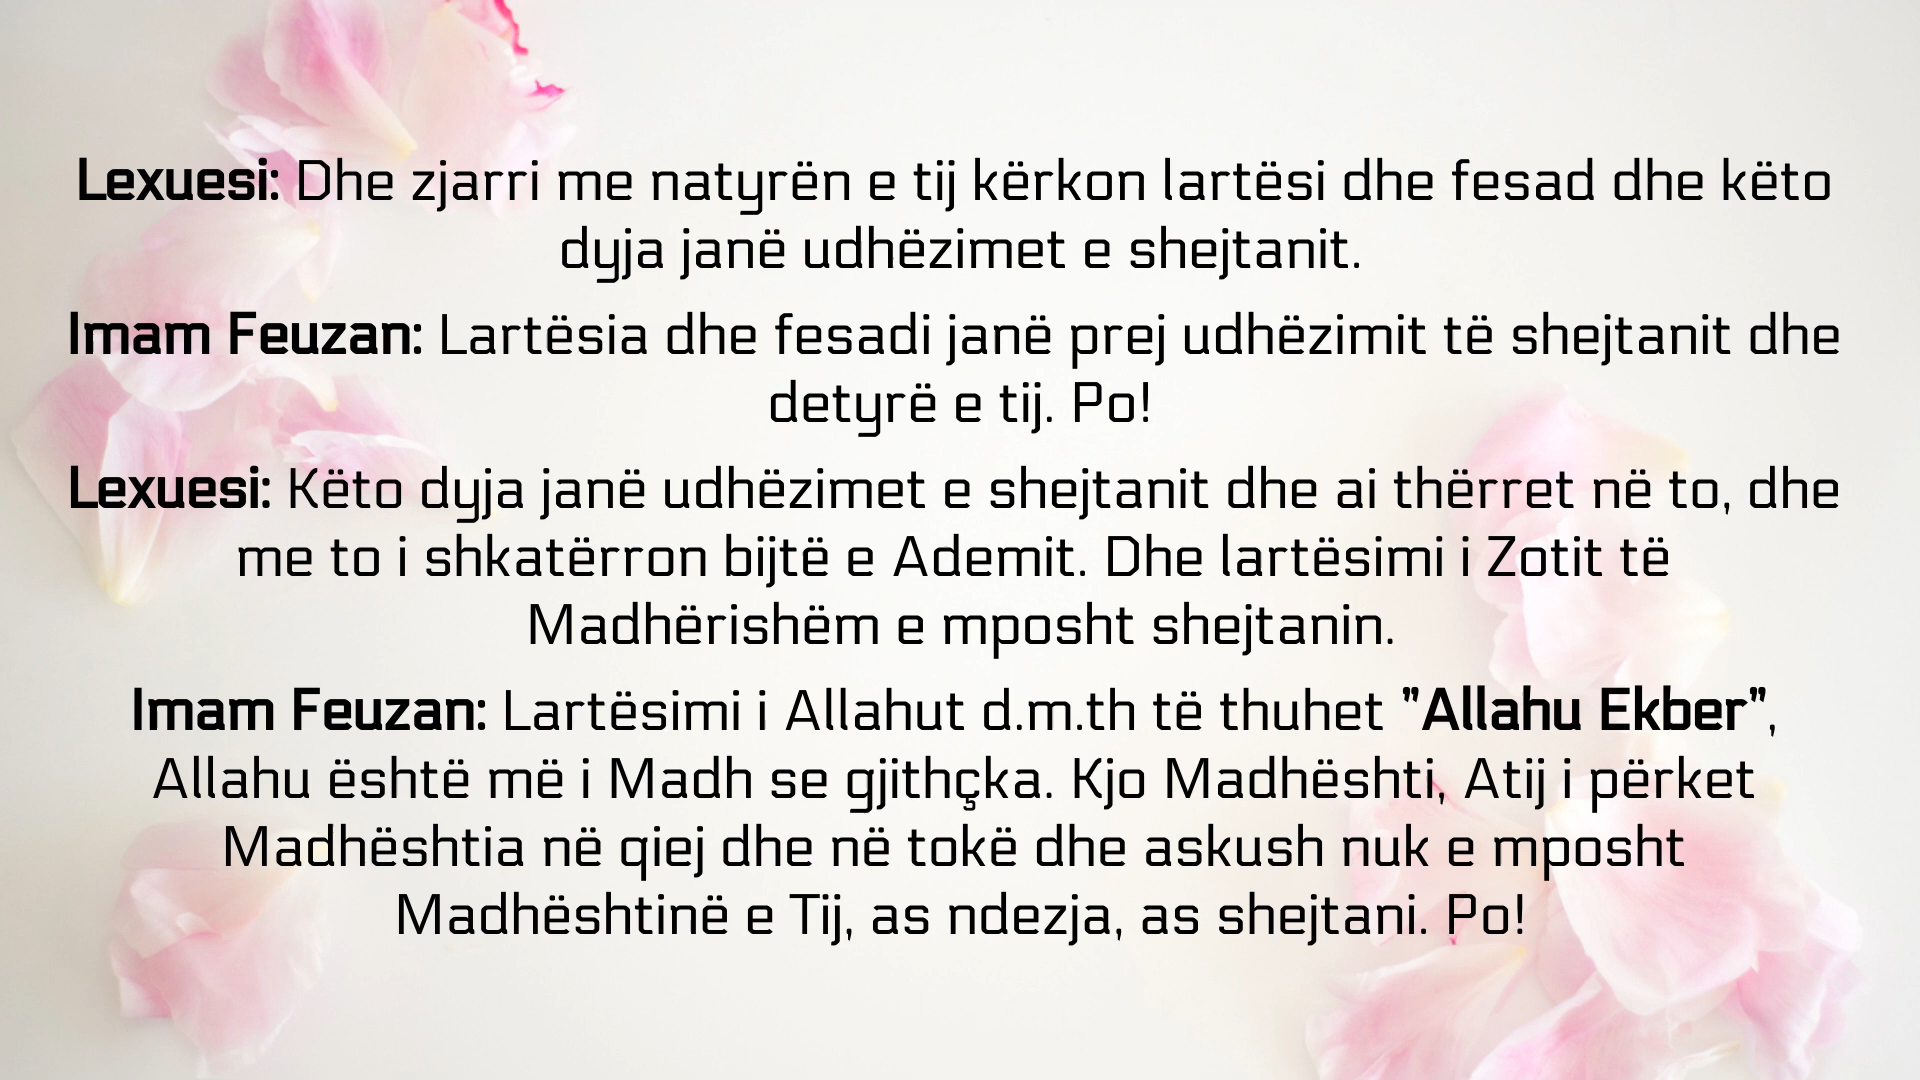 Lexuesi: Dhe zjarri me natyrën e tij kërkon lartësi dhe fesad dhe këto
dyja janë udhëzimet e shejtanit.
Imam Feuzan: Lartësia dhe fesadi janë prej udhëzimit të shejtanit dhe
detyrë e tij. Po!
Lexuesi: Këto dyja janë udhëzimet e shejtanit dhe ai thërret në to, dhe
me to i shkatërron bijtë e Ademit. Dhe lartësimi i Zotit të
Madhërishëm e mposht shejtanin.
Imam Feuzan: Lartësimi i Allahut d.m.th të thuhet "Allahu Ekber",
Allahu është më i Madh se gjithçka. Kjo Madhështi, Atij i përket
Madhështia në qiej dhe në tokë dhe askush nuk e mposht
Madhështinë e Tij, as ndezja, as shejtani. Po!